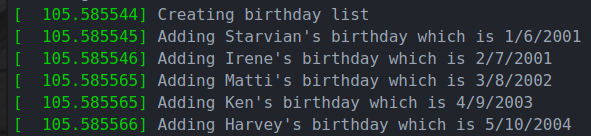 [  105.585544] Creating birthday list
[  105.585545] Adding Starvian's birthday which is 1/6/2001
[  105.585546] Adding Irene's birthday which is 2/7/2001
[  105.585565] Adding Matti's birthday which is 3/8/2002
[  105.585565] Adding Ken's birthday which is 4/9/2003
[  105.585566] Adding Harvey's birthday which is 5/10/2004